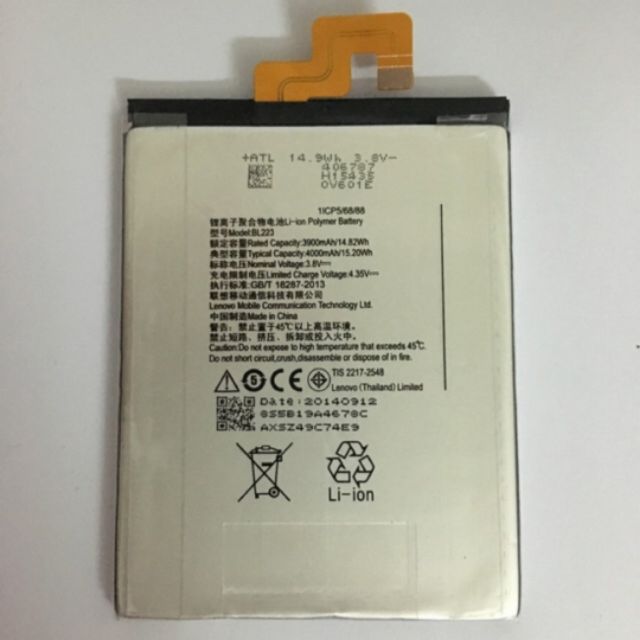 +ATL 14.9Wh 3.8V-
406787
H15435
0V601E
1ICP5/68/88
锂离子聚合物电池Li-ion Polymer Battery
型号Model:BL223
额定容量Rated Capacity:3900mAh/14.82Wh
典型容量Typical Capacity:4000mAh/15.20Wh
标称电压Nominal Voltage:3.8V⎓
充电限制电压Limited Charge Voltage:4.35V⎓
执行标准:GB/T 18287-2013
联想移动通信科技有限公司
Lenovo Mobile Communication Technology Ltd.
中国制造Made in China
警告:禁止置于45℃以上高温环境。
禁止短路、挤压、拆卸或投入火中。
Caution:Do not expose to high temperature that exceeds 45℃.
Do not short circuit,crush,disassemble or dispose of in fire.
5 CE TIS 2217-2548
Lenovo (Thailand) Limited
Date:20140912
8S5B19A4678C
AXSZ49C74E9
Li-ion